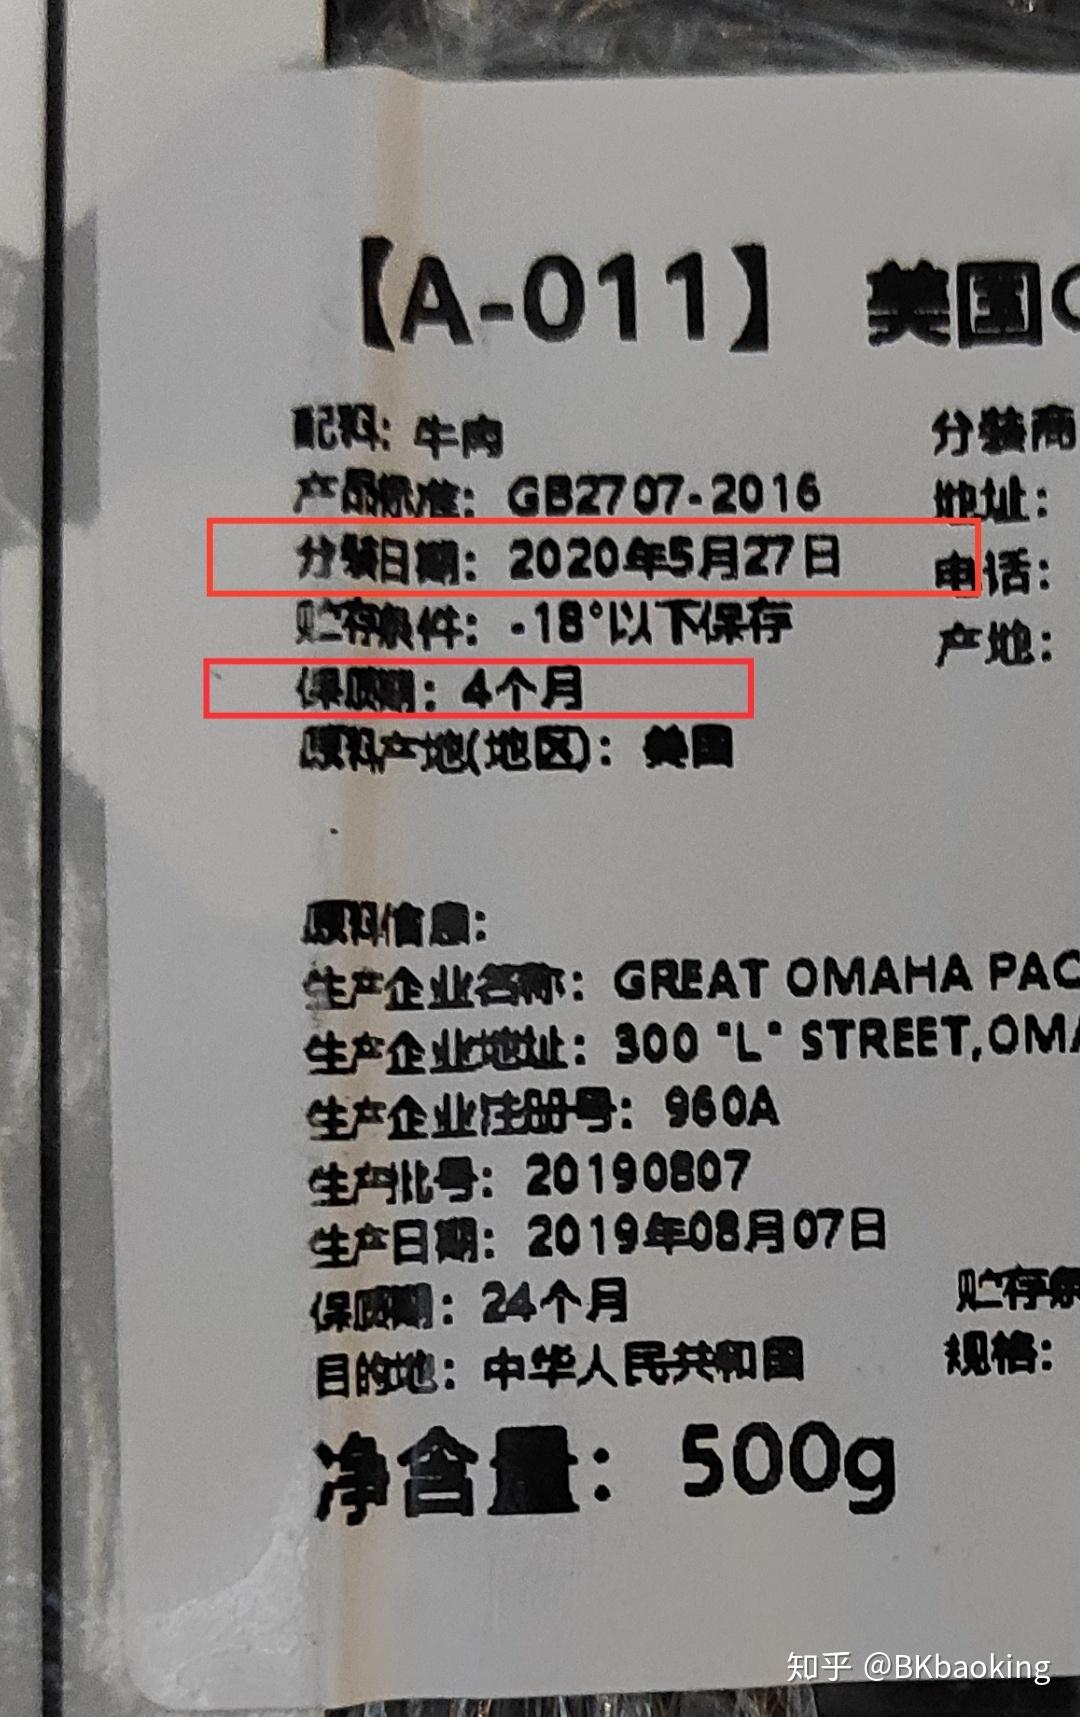 【A-011】 美国
配料：牛肉
分装商
产品标准：GB2707-2016
地址：
分装日期：2020年5月27日
电话：
贮存条件：-18°以下保存
产地：
保质期：4个月
原料产地(地区)：美国
原料信息：
生产企业名称：GREAT OMAHA PAC
生产企业地址：300 "L" STREET,OMA
生产企业注册号：960A
生产批号：20190807
生产日期：2019年08月07日
保质期：24个月
贮存条
目的地：中华人民共和国
规格：
净含量：500g
知乎 @BKbaoking